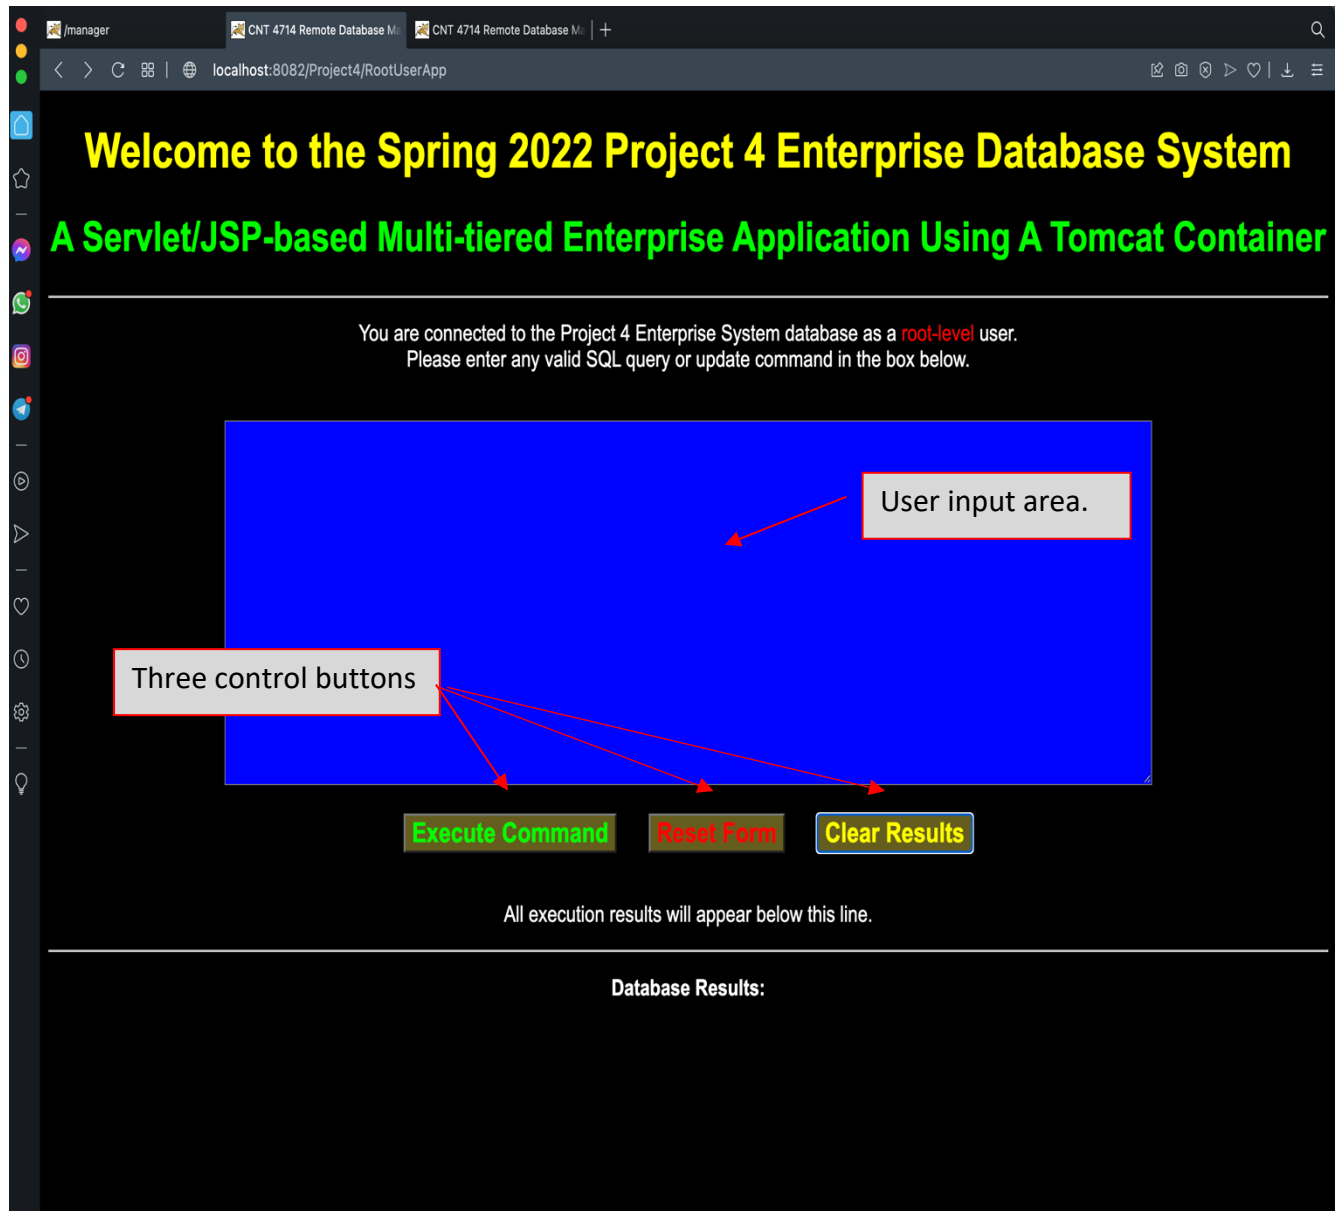 /manager
CNT 4714 Remote Database Ma
CNT 4714 Remote Database Ma
localhost:8082/Project4/RootUserApp
Welcome to the Spring 2022 Project 4 Enterprise Database System
A Servlet/JSP-based Multi-tiered Enterprise Application Using A Tomcat Container
You are connected to the Project 4 Enterprise System database as a root-level user.
Please enter any valid SQL query or update command in the box below.
User input area.
Three control buttons
Execute Command
Reset Form
Clear Results
All execution results will appear below this line.
Database Results: